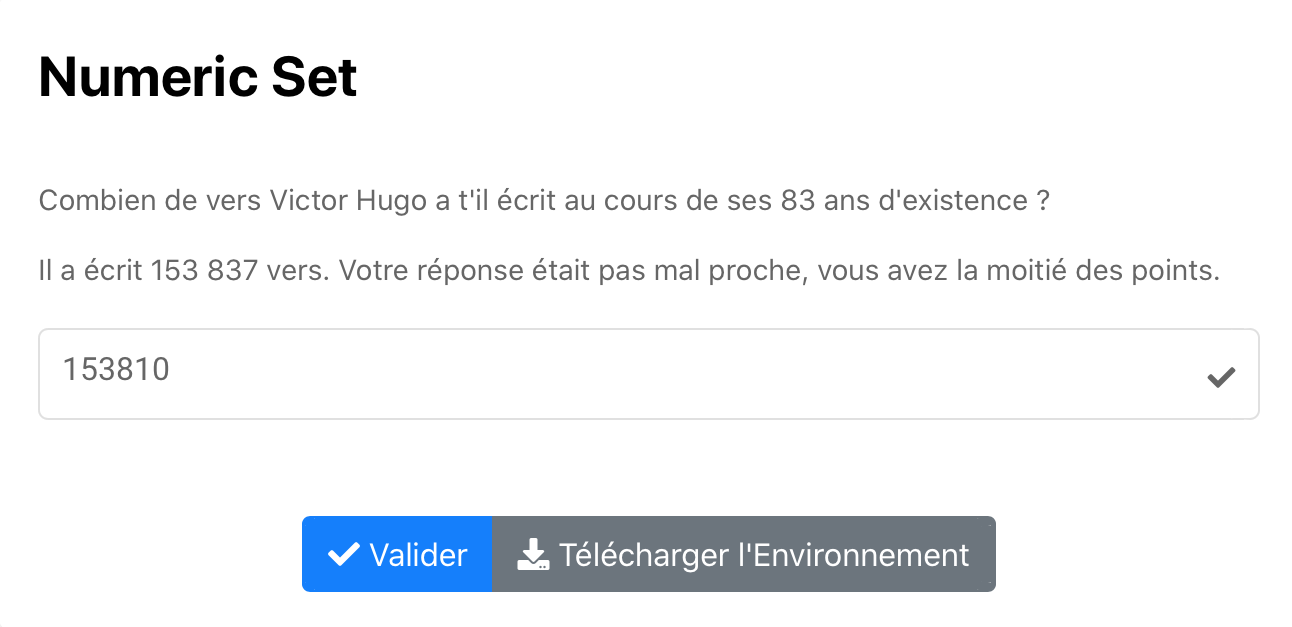 Numeric Set
Combien de vers Victor Hugo a t'il écrit au cours de ses 83 ans d'existence ?
Il a écrit 153 837 vers. Votre réponse était pas mal proche, vous avez la moitié des points.
153810
Valider
Télécharger l'Environnement